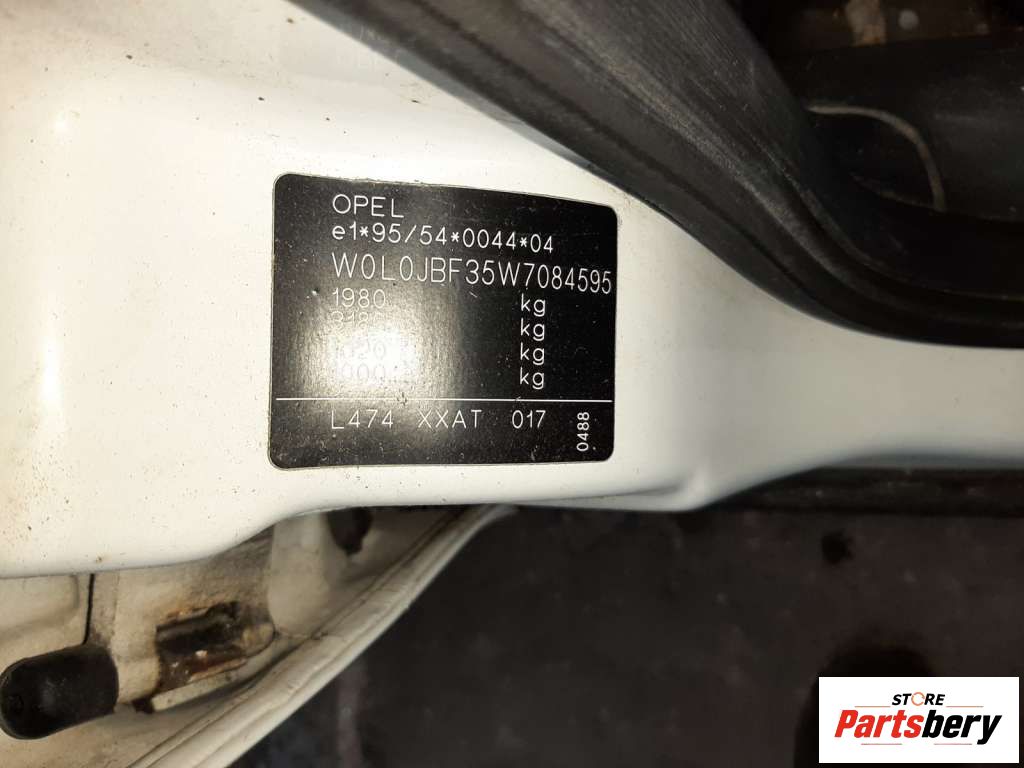 OPEL
e1*95/54*0044*04
W0L0JBF35W7084595
1980 kg
kg
kg
kg
L474 XXAT 017
0488
STORE
Partsbery